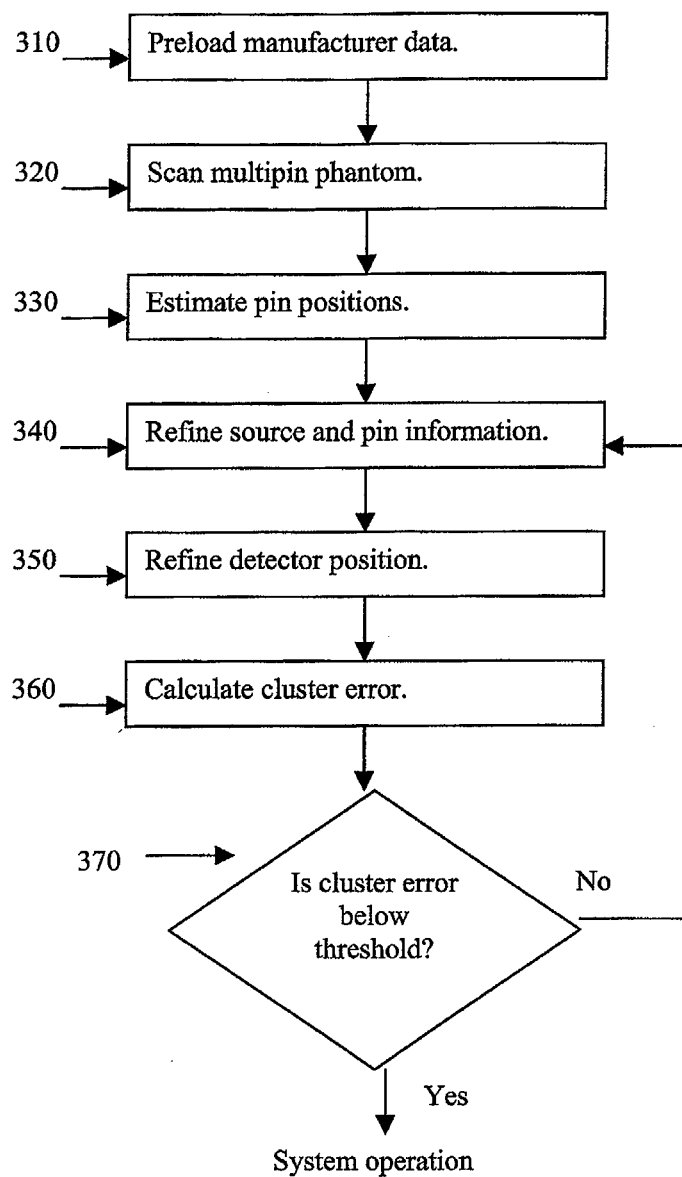 310
Preload manufacturer data.
320
Scan multipin phantom.
330
Estimate pin positions.
340
Refine source and pin information.
350
Refine detector position.
360
Calculate cluster error.
370
Is cluster error
below
threshold?
No
Yes
System operation